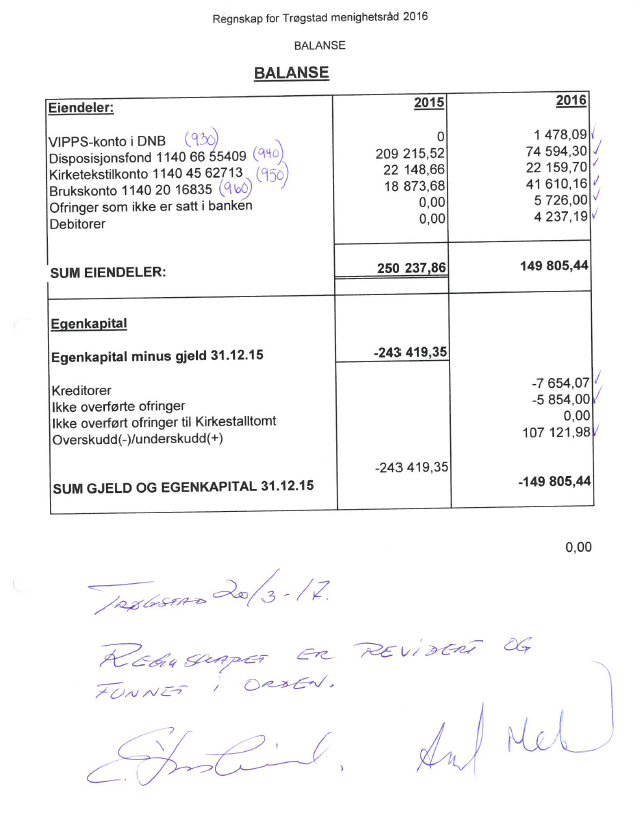 Regnskap for Trøgstad menighetsråd 2016
BALANSE
BALANSE
Eiendeler: 2015 2016
VIPPS-konto i DNB (930) 0 1 478,09
Disposisjonsfond 1140 66 55409 (940) 209 215,52 74 594,30
Kirketekstilkonto 1140 45 62713 (950) 22 148,66 22 159,70
Brukskonto 1140 20 16835 (960) 18 873,68 41 610,16
Ofringer som ikke er satt i banken 0,00 5 726,00
Debitorer 0,00 4 237,19
SUM EIENDELER: 250 237,86 149 805,44
Egenkapital
Egenkapital minus gjeld 31.12.15 -243 419,35
Kreditorer -7 654,07
Ikke overførte ofringer -5 854,00
Ikke overført ofringer til Kirkestalltomt 0,00
Overskudd(-)/underskudd(+) 107 121,98
-243 419,35
SUM GJELD OG EGENKAPITAL 31.12.15 -149 805,44
0,00
TRØGSTAD 20/3-17.
REGNSKAPET ER REVIDERT OG
FUNNET I ORDEN.